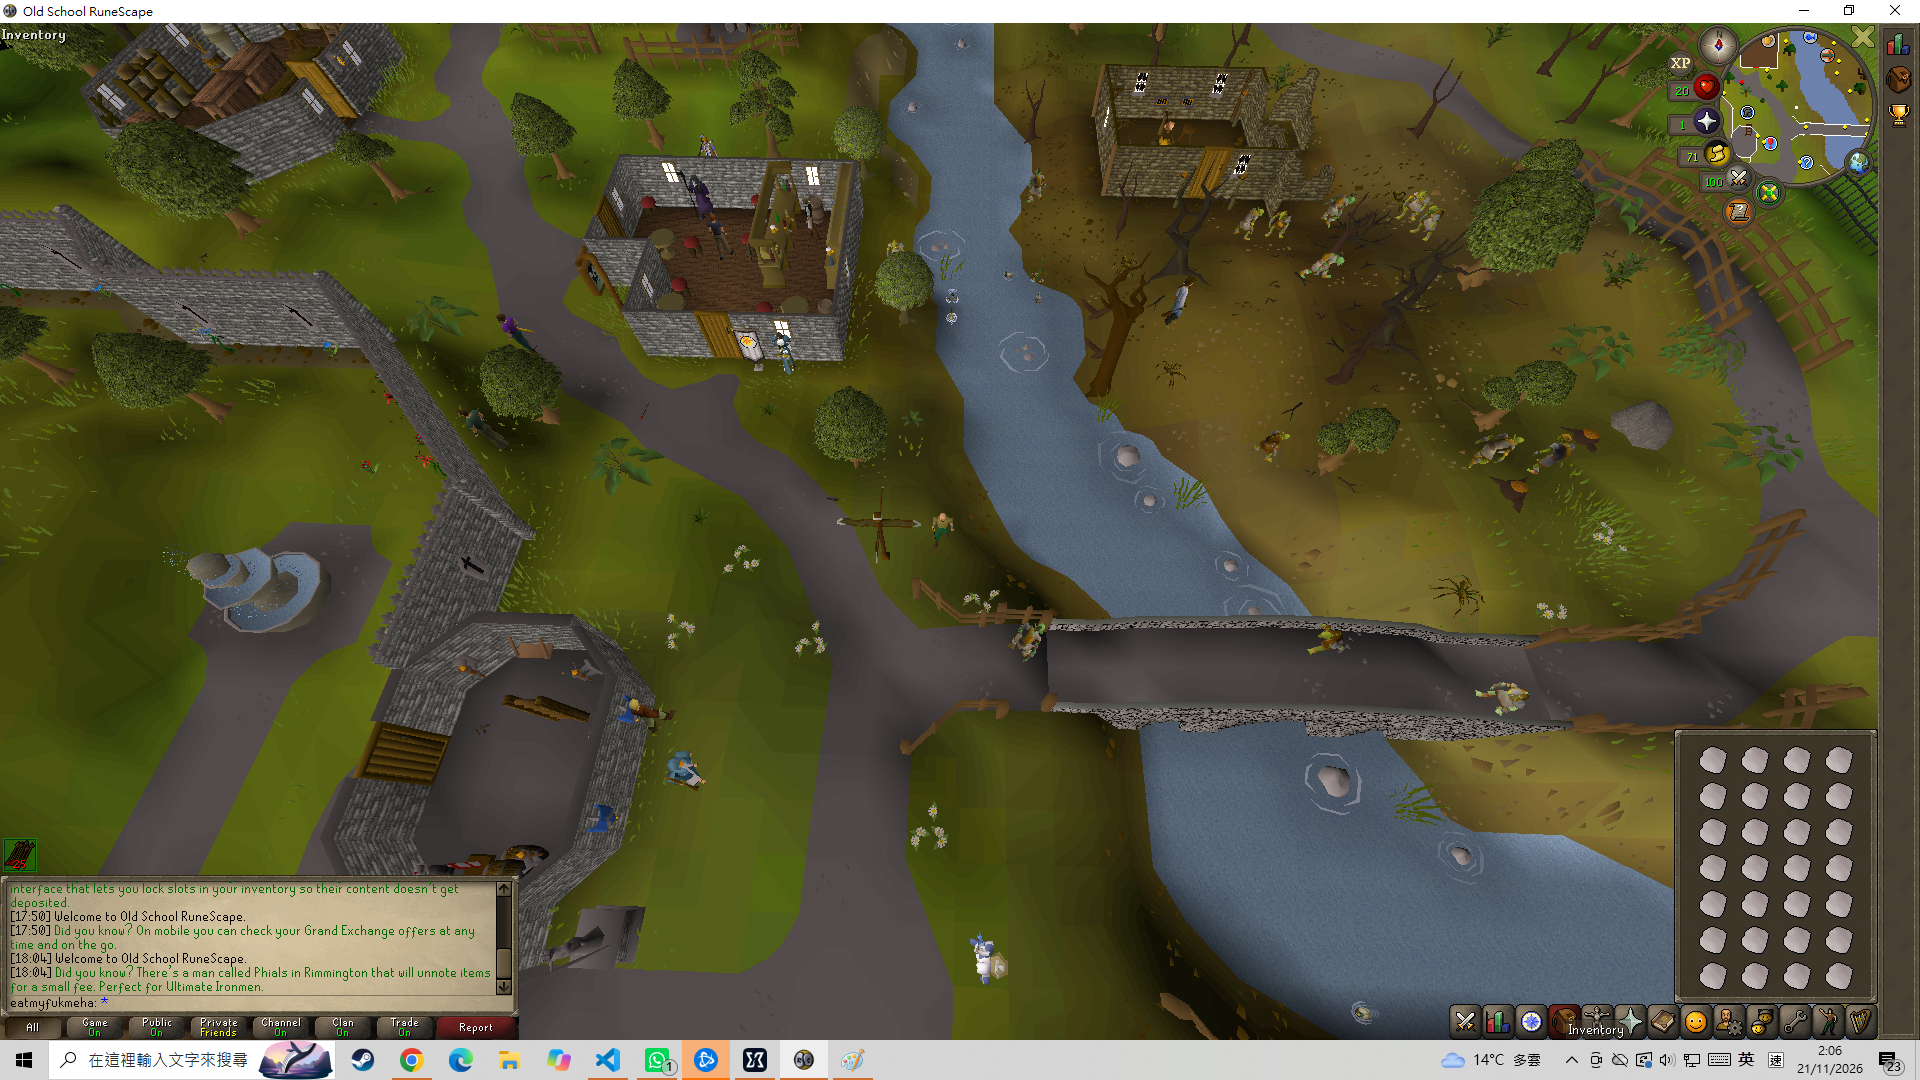 Old School RuneScape
Inventory
N
XP
20
1
71
100
25
interface that lets you lock slots in your inventory so their content doesn't get
deposited.
[17:50] Welcome to Old School RuneScape.
[17:50] Did you know? On mobile you can check your Grand Exchange offers at any
time and on the go.
[18:04] Welcome to Old School RuneScape.
[18:04] Did you know? There's a man called Phials in Rimmington that will unnote items
for a small fee. Perfect for Ultimate Ironmen.
eatmyfukmeha: *
All
Game
On
Public
On
Private
Friends
Channel
On
Clan
On
Trade
On
Report
Inventory
在這裡輸入文字來搜尋
1
14°C 多雲
英
速
2:06
21/11/2026
23